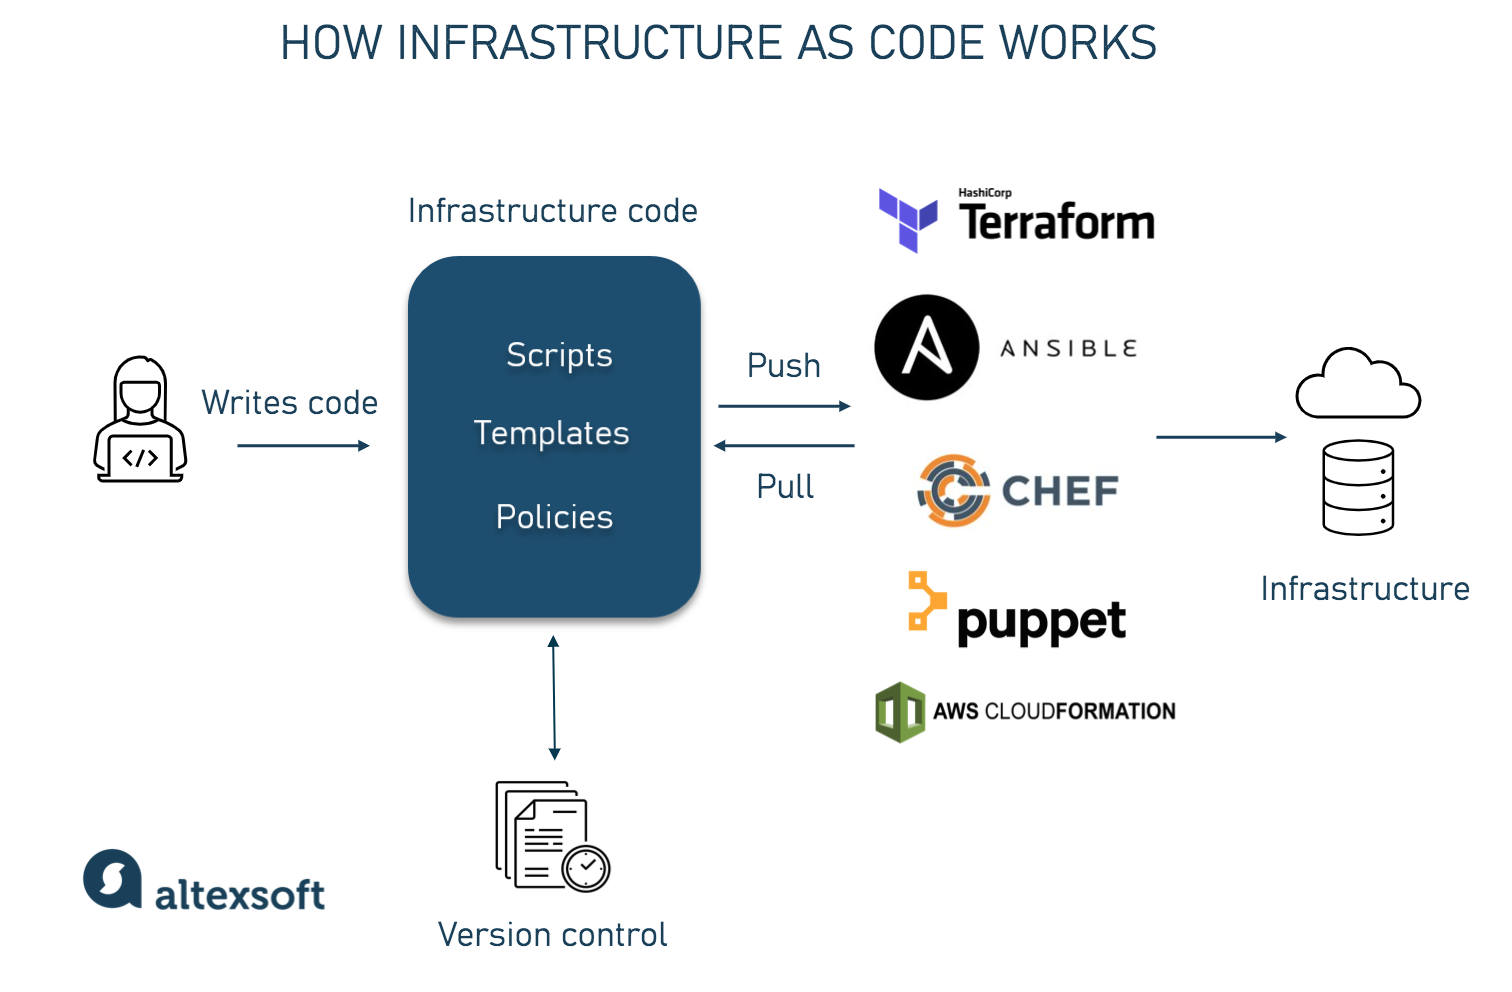 HOW INFRASTRUCTURE AS CODE WORKS
Infrastructure code
Scripts
Templates
Policies
Writes code
</>
Push
Pull
HashiCorp
Terraform
ANSIBLE
CHEF
puppet
AWS CLOUDFORMATION
Infrastructure
Version control
altexsoft